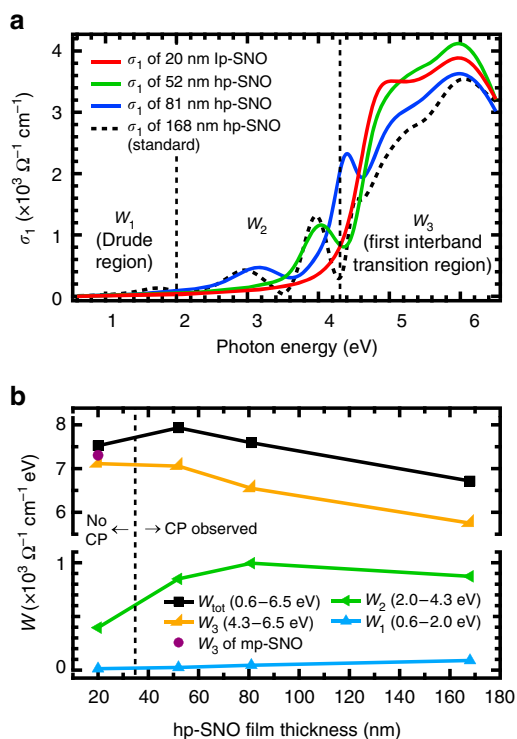 a
4
3
2
1
0
σ1 (×10³ Ω⁻¹ cm⁻¹)
σ1 of 20 nm lp-SNO
σ1 of 52 nm hp-SNO
σ1 of 81 nm hp-SNO
σ1 of 168 nm hp-SNO
(standard)
W1
(Drude
region)
W2
W3
(first interband
transition region)
1 2 3 4 5 6
Photon energy (eV)
b
8
7
6
1
0
W (×10³ Ω⁻¹ cm⁻¹ eV)
No ← → CP observed
CP
Wtot (0.6–6.5 eV)
W3 (4.3–6.5 eV)
W3 of mp-SNO
W2 (2.0–4.3 eV)
W1 (0.6–2.0 eV)
20 40 60 80 100 120 140 160 180
hp-SNO film thickness (nm)